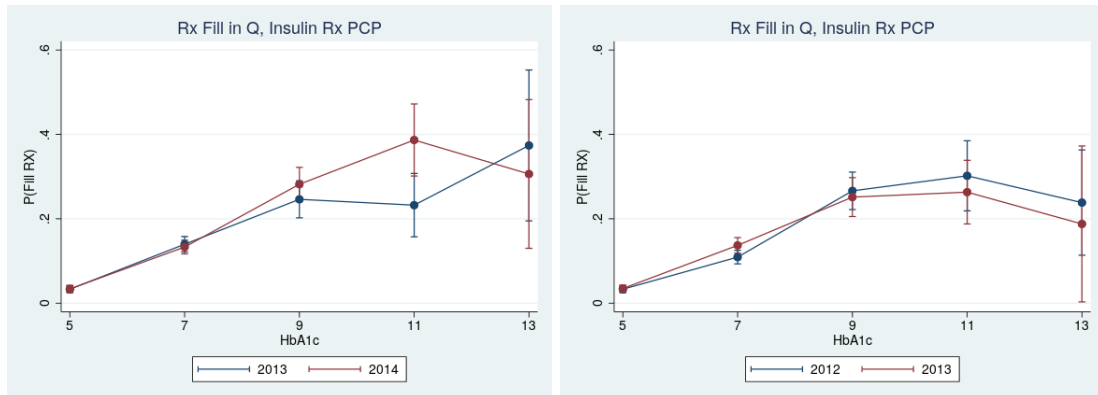 Rx Fill in Q, Insulin Rx PCP
.6
.4
.2
0
P(Fill RX)
5 7 9 11 13
HbA1c
2013 2014
Rx Fill in Q, Insulin Rx PCP
.6
.4
.2
0
P(Fill RX)
5 7 9 11 13
HbA1c
2012 2013